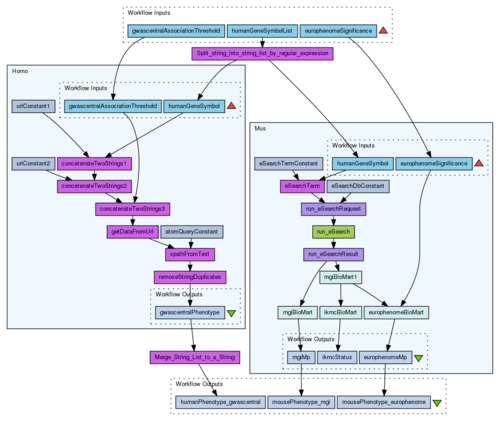 Workflow Inputs
gwascentralAssociationThreshold
humanGeneSymbolList
europhenomeSignificance
Split_string_into_string_list_by_regular_expression
Homo
Workflow Inputs
urlConstant1
gwascentralAssociationThreshold
humanGeneSymbol
Mus
Workflow Inputs
urlConstant2
concatenateTwoStrings1
eSearchTermConstant
humanGeneSymbol
europhenomeSignificance
concatenateTwoStrings2
eSearchTerm
eSearchDbConstant
concatenateTwoStrings3
run_eSearchRequest
getDataFromUrl
atomQueryConstant
run_eSearch
xpathFromText
run_eSearchResult
removeStringDuplicates
mgiBioMart1
Workflow Outputs
gwascentralPhenotype
mgiBioMart
ikmcBioMart
europhenomeBioMart
Workflow Outputs
Merge_String_List_to_a_String
mgiMp
ikmcStatus
europhenomeMp
Workflow Outputs
humanPhenotype_gwascentral
mousePhenotype_mgi
mousePhenotype_europhenome